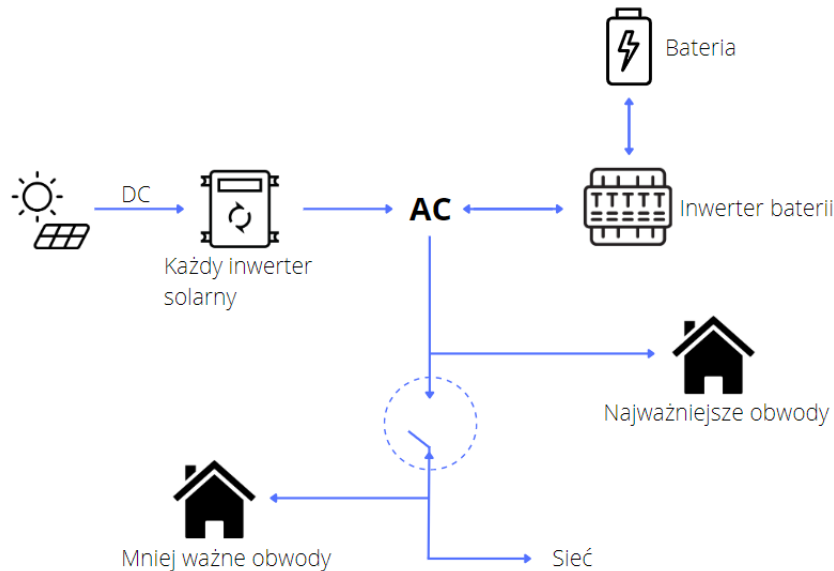 Bateria
DC
AC
Inwerter baterii
Każdy inwerter
solarny
Najważniejsze obwody
Mniej ważne obwody
Sieć